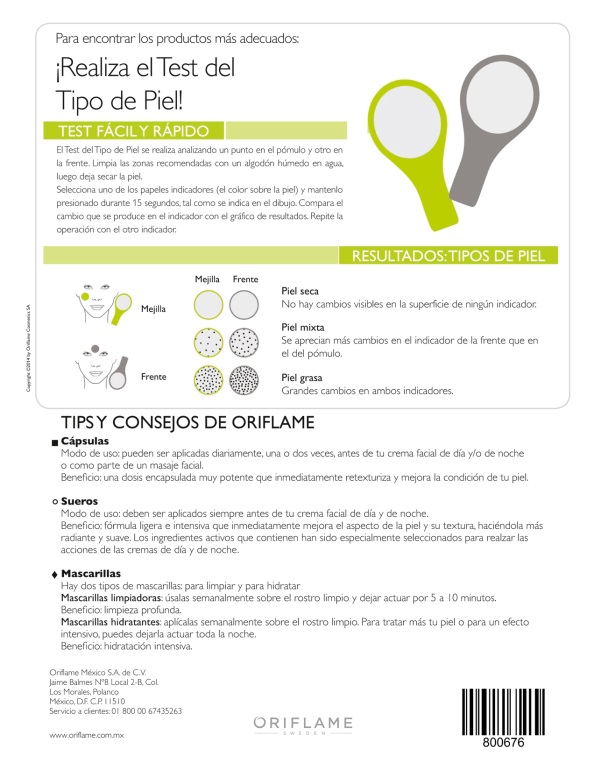 Para encontrar los productos más adecuados:
¡Realiza el Test del
Tipo de Piel!
TEST FÁCIL Y RÁPIDO
El Test del Tipo de Piel se realiza analizando un punto en el pómulo y otro en
la frente. Limpia las zonas recomendadas con un algodón húmedo en agua,
luego deja secar la piel.
Selecciona uno de los papeles indicadores (el color sobre la piel) y mantenlo
presionado durante 15 segundos, tal como se indica en el dibujo. Compara el
cambio que se produce en el indicador con el gráfico de resultados. Repite la
operación con el otro indicador.
RESULTADOS: TIPOS DE PIEL
Mejilla Frente
Mejilla
Frente
Piel seca
No hay cambios visibles en la superficie de ningún indicador.
Piel mixta
Se aprecian más cambios en el indicador de la frente que en
el del pómulo.
Piel grasa
Grandes cambios en ambos indicadores.
Copyright ©2014 by Oriflame Cosmetics SA
TIPS Y CONSEJOS DE ORIFLAME
Cápsulas
Modo de uso: pueden ser aplicadas diariamente, una o dos veces, antes de tu crema facial de día y/o de noche
o como parte de un masaje facial.
Beneficio: una dosis encapsulada muy potente que inmediatamente retexturiza y mejora la condición de tu piel.
Sueros
Modo de uso: deben ser aplicados siempre antes de tu crema facial de día y de noche.
Beneficio: fórmula ligera e intensiva que inmediatamente mejora el aspecto de la piel y su textura, haciéndola más
radiante y suave. Los ingredientes activos que contienen han sido especialmente seleccionados para realzar las
acciones de las cremas de día y de noche.
Mascarillas
Hay dos tipos de mascarillas: para limpiar y para hidratar
Mascarillas limpiadoras: úsalas semanalmente sobre el rostro limpio y dejar actuar por 5 a 10 minutos.
Beneficio: limpieza profunda.
Mascarillas hidratantes: aplícalas semanalmente sobre el rostro limpio. Para tratar más tu piel o para un efecto
intensivo, puedes dejarla actuar toda la noche.
Beneficio: hidratación intensiva.
Oriflame México S.A. de C.V.
Jaime Balmes N°8 Local 2-B, Col.
Los Morales, Polanco
México, D.F. C.P. 11510
Servicio a clientes: 01 800 00 67435263
www.oriflame.com.mx
ORIFLAME
SWEDEN
800676